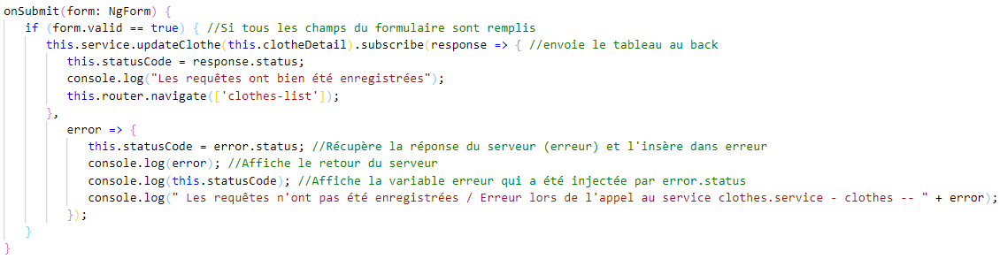 onSubmit(form: NgForm) {
if (form.valid == true) { //Si tous les champs du formulaire sont remplis
this.service.updateClothe(this.clotheDetail).subscribe(response => { //envoie le tableau au back
this.statusCode = response.status;
console.log("Les requêtes ont bien été enregistrées");
this.router.navigate(['clothes-list']);
},
error => {
this.statusCode = error.status; //Récupère la réponse du serveur (erreur) et l'insère dans erreur
console.log(error); //Affiche le retour du serveur
console.log(this.statusCode); //Affiche la variable erreur qui a été injectée par error.status
console.log(" Les requêtes n'ont pas été enregistrées / Erreur lors de l'appel au service clothes.service - clothes -- " + error);
});
}
}